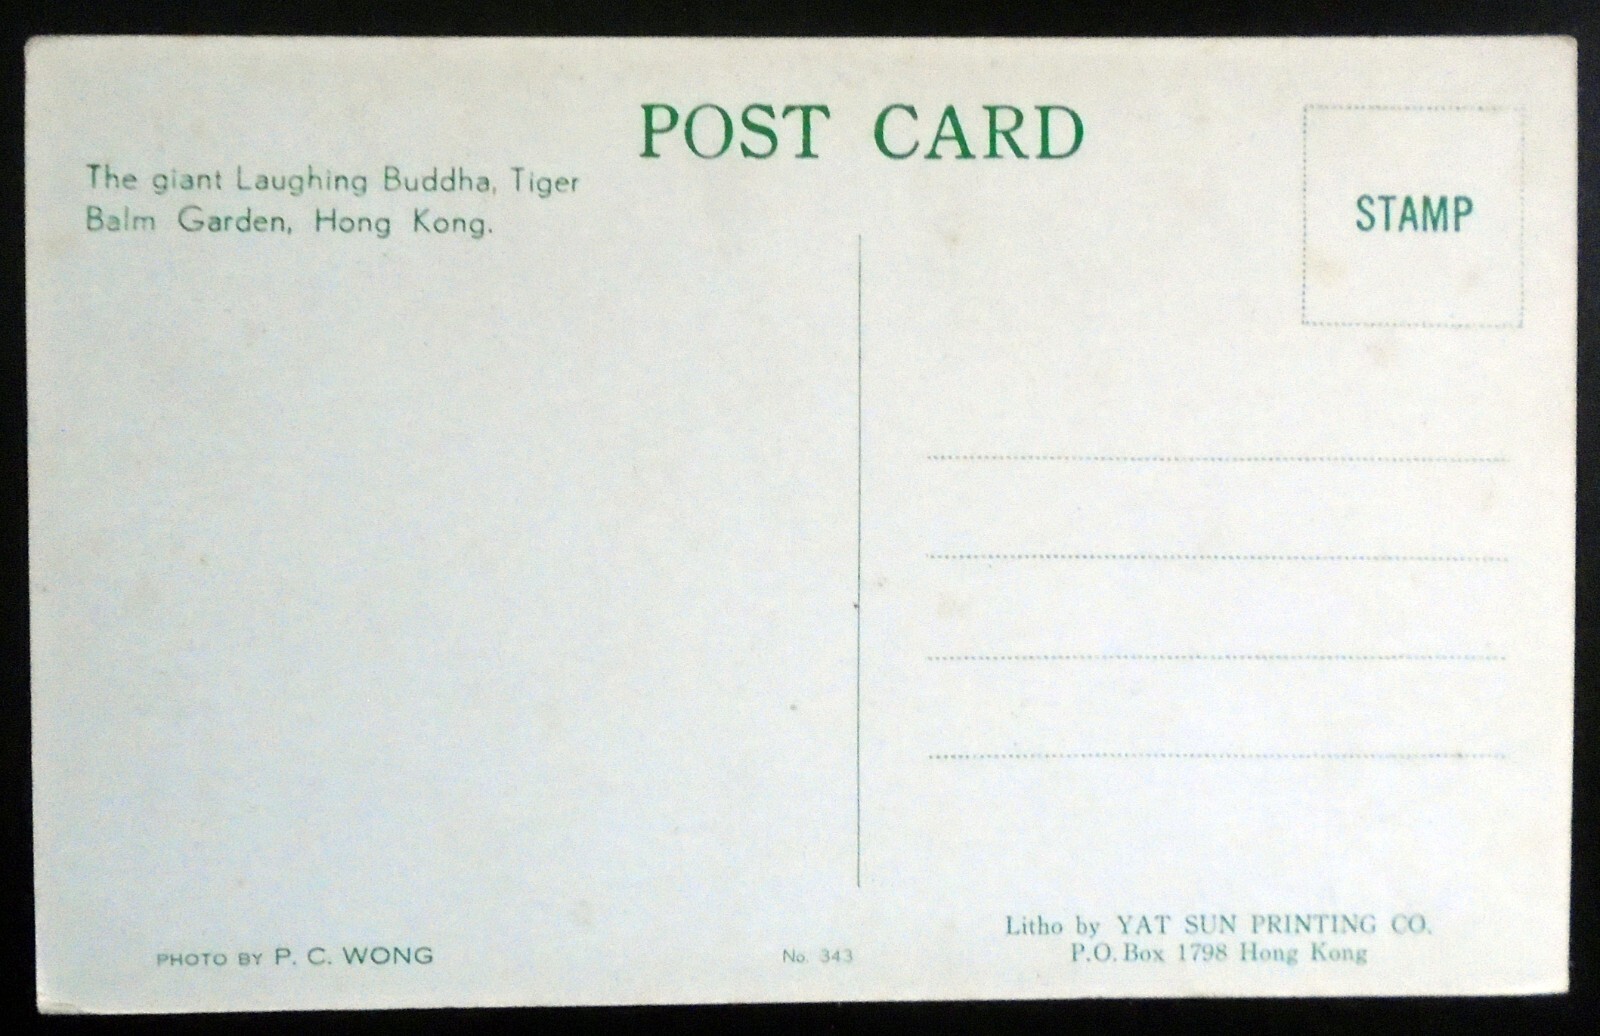 POST CARD
The giant Laughing Buddha, Tiger
Balm Garden, Hong Kong.
STAMP
PHOTO BY P. C. WONG
No. 343
Litho by YAT SUN PRINTING CO.
P.O. Box 1798 Hong Kong